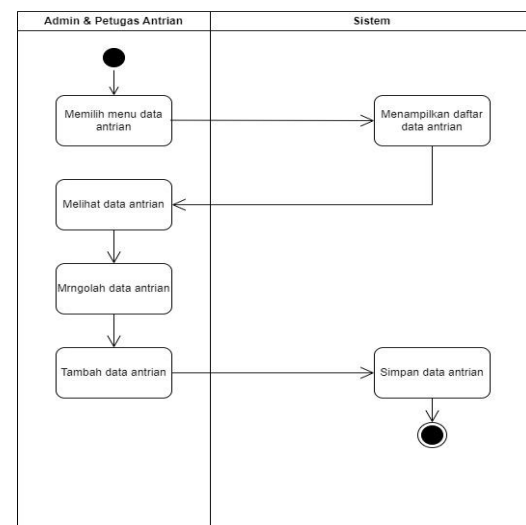 Admin & Petugas Antrian
Sistem
Memilih menu data
antrian
Menampilkan daftar
data antrian
Melihat data antrian
Mrngolah data antrian
Tambah data antrian
Simpan data antrian